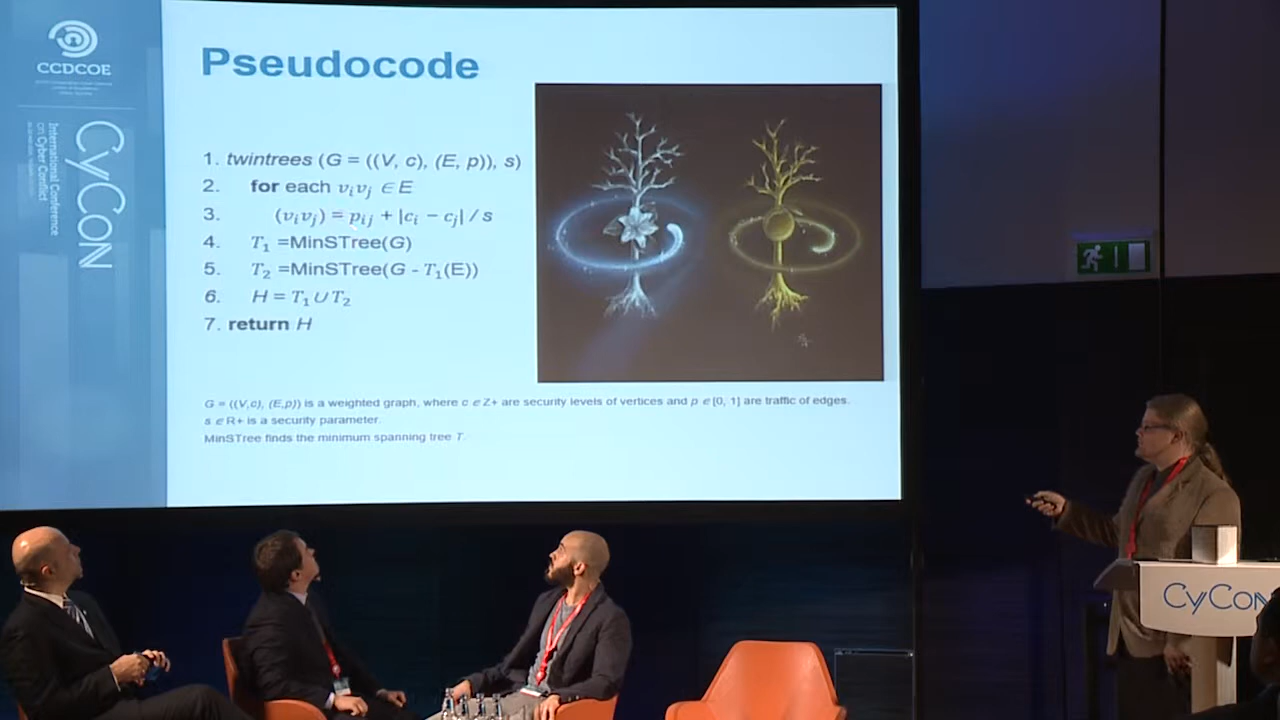 CCDCOE
International Conference
on Cyber Conflict
CyCon
Pseudocode
1. twintrees (G = ((V, c), (E, p)), s)
2. for each vᵢvⱼ ∈ E
3. (vᵢvⱼ) = pᵢⱼ + |cᵢ − cⱼ| / s
4. T₁ =MinSTree(G)
5. T₂ =MinSTree(G - T₁(E))
6. H = T₁ ∪ T₂
7. return H
G = ((V,c), (E,p)) is a weighted graph, where c ∈ Z+ are security levels of vertices and p ∈ [0, 1] are traffic of edges.
s ∈ R+ is a security parameter.
MinSTree finds the minimum spanning tree T.
CyCon